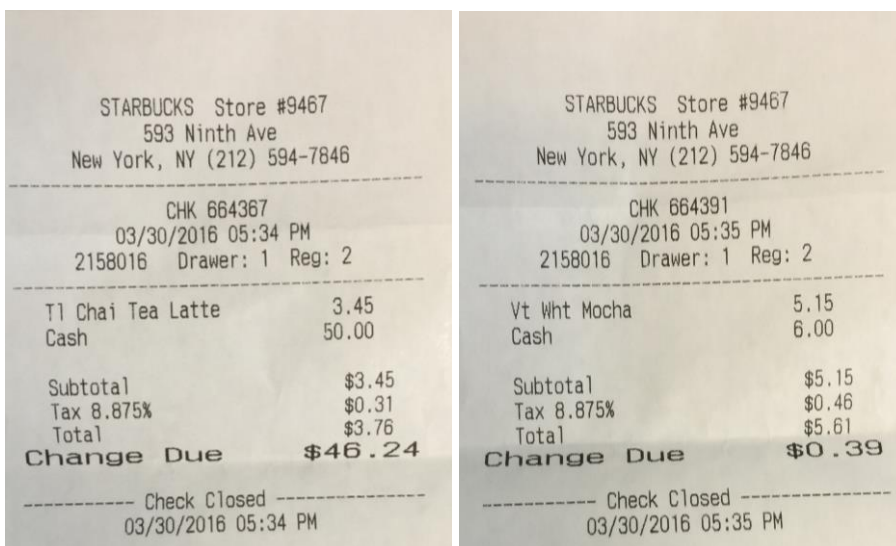 STARBUCKS Store #9467
593 Ninth Ave
New York, NY (212) 594-7846
CHK 664367
03/30/2016 05:34 PM
2158016 Drawer: 1 Reg: 2
Tl Chai Tea Latte 3.45
Cash 50.00
Subtotal $3.45
Tax 8.875% $0.31
Total $3.76
Change Due $46.24
----------- Check Closed -----------
03/30/2016 05:34 PM
STARBUCKS Store #9467
593 Ninth Ave
New York, NY (212) 594-7846
CHK 664391
03/30/2016 05:35 PM
2158016 Drawer: 1 Reg: 2
Vt Wht Mocha 5.15
Cash 6.00
Subtotal $5.15
Tax 8.875% $0.46
Total $5.61
Change Due $0.39
----------- Check Closed -----------
03/30/2016 05:35 PM